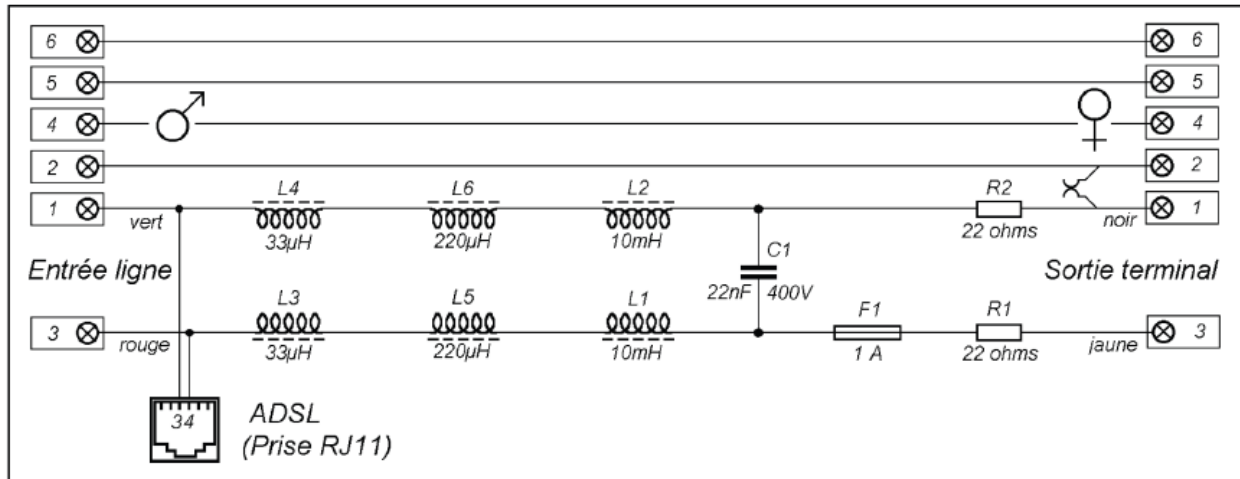 6 6
5 5
4 4
2 2
L4 L6 L2 R2
1 vert 33µH 220µH 10mH 22 ohms noir 1
Entrée ligne C1 Sortie terminal
22nF 400V
L3 L5 L1 F1 R1
3 rouge 33µH 220µH 10mH 1 A 22 ohms jaune 3
34 ADSL
(Prise RJ11)